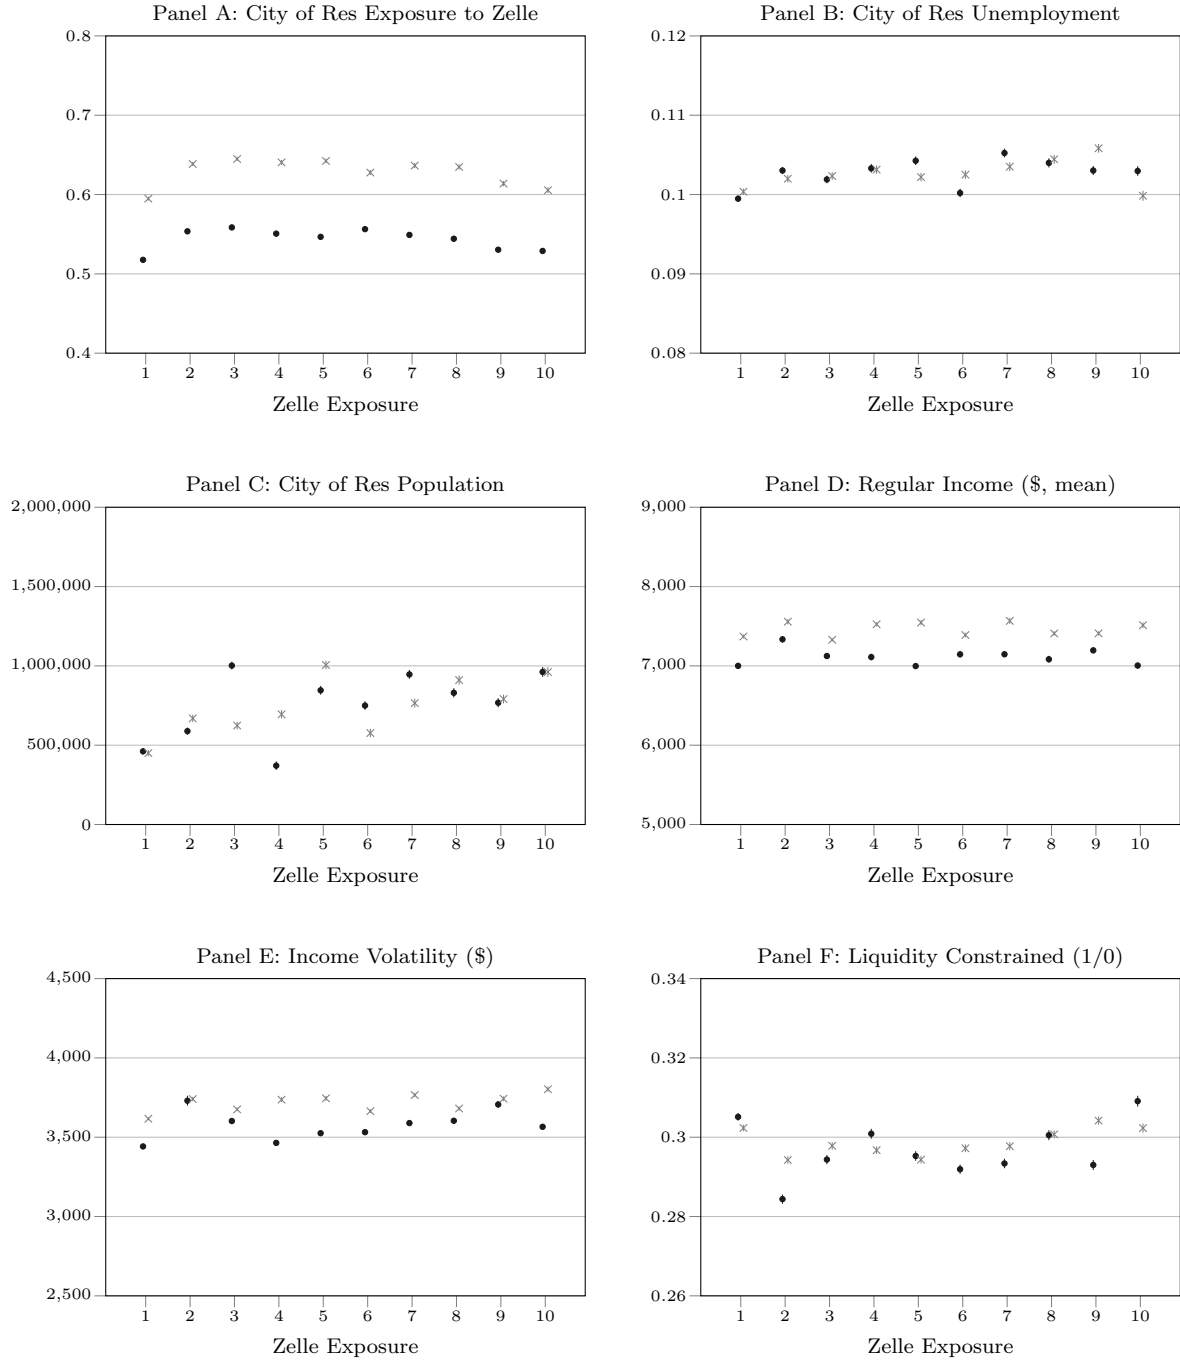 Panel A: City of Res Exposure to Zelle
0.8
0.7
0.6
0.5
0.4
1 2 3 4 5 6 7 8 9 10
Zelle Exposure
Panel B: City of Res Unemployment
0.12
0.11
0.1
0.09
0.08
1 2 3 4 5 6 7 8 9 10
Zelle Exposure
Panel C: City of Res Population
2,000,000
1,500,000
1,000,000
500,000
0
1 2 3 4 5 6 7 8 9 10
Zelle Exposure
Panel D: Regular Income ($, mean)
9,000
8,000
7,000
6,000
5,000
1 2 3 4 5 6 7 8 9 10
Zelle Exposure
Panel E: Income Volatility ($)
4,500
4,000
3,500
3,000
2,500
1 2 3 4 5 6 7 8 9 10
Zelle Exposure
Panel F: Liquidity Constrained (1/0)
0.34
0.32
0.3
0.28
0.26
1 2 3 4 5 6 7 8 9 10
Zelle Exposure